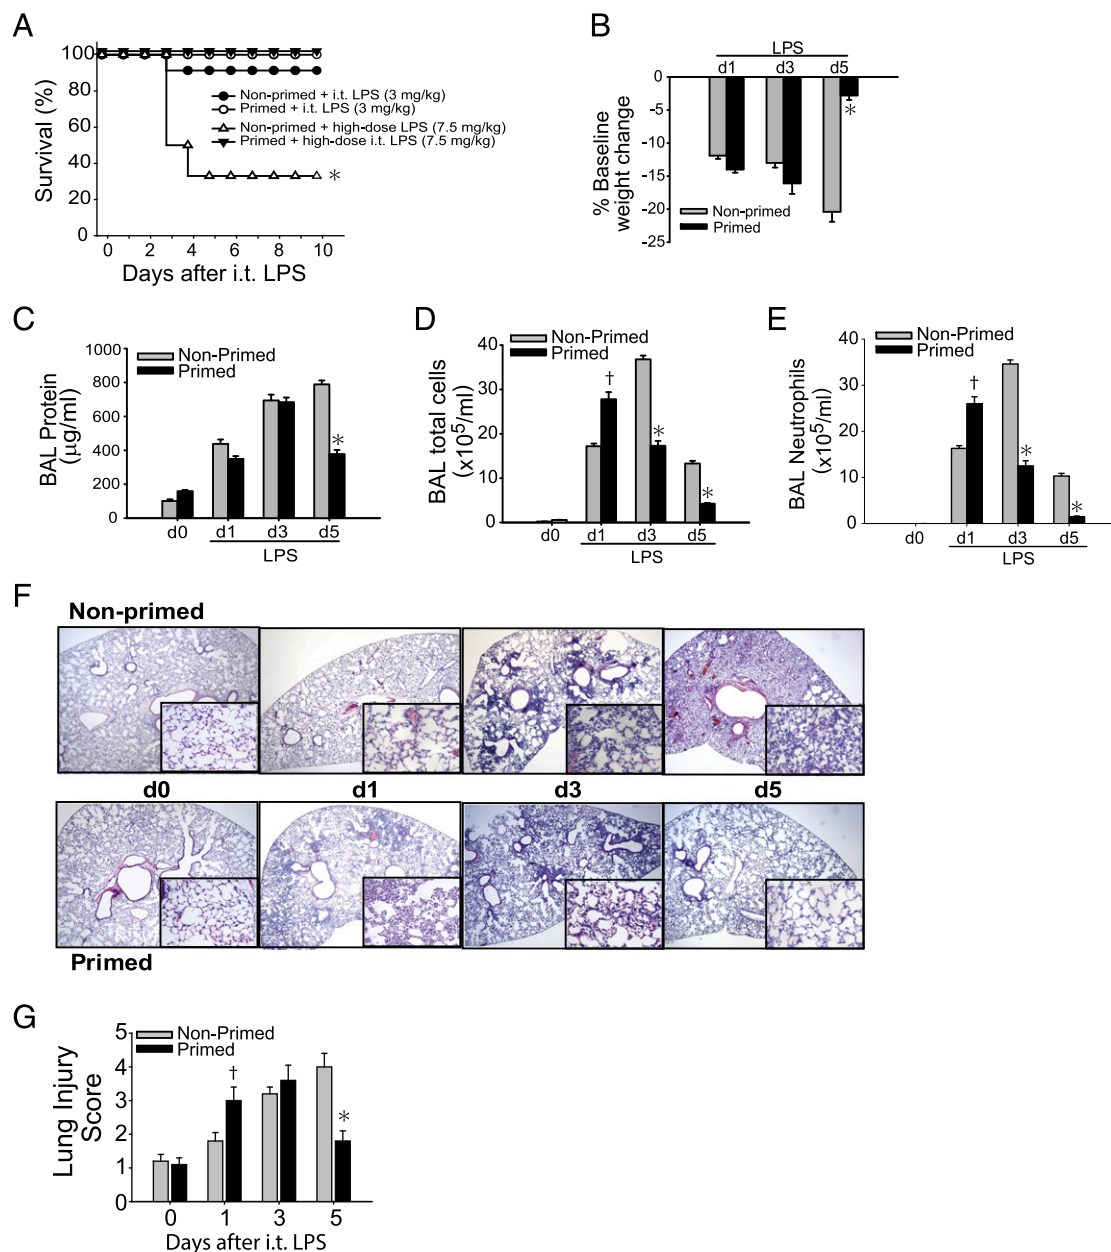 A
Survival (%)
100
80
60
40
20
0
Non-primed + i.t. LPS (3 mg/kg)
Primed + i.t. LPS (3 mg/kg)
Non-primed + high-dose LPS (7.5 mg/kg)
Primed + high-dose i.t. LPS (7.5 mg/kg)
*
0 2 4 6 8 10
Days after i.t. LPS
B
LPS
d1 d3 d5
% Baseline
weight change
0
-5
-10
-15
-20
-25
*
Non-primed
Primed
C
BAL Protein
(µg/ml)
1000
800
600
400
200
0
Non-Primed
Primed
*
d0 d1 d3 d5
LPS
D
BAL total cells
(x10⁵/ml)
40
30
20
10
0
Non-Primed
Primed
†
*
*
d0 d1 d3 d5
LPS
E
BAL Neutrophils
(x10⁵/ml)
40
30
20
10
0
Non-Primed
Primed
†
*
*
d0 d1 d3 d5
LPS
F
Non-primed
d0 d1 d3 d5
Primed
G
Lung Injury
Score
5
4
3
2
1
0
Non-Primed
Primed
†
*
0 1 3 5
Days after i.t. LPS